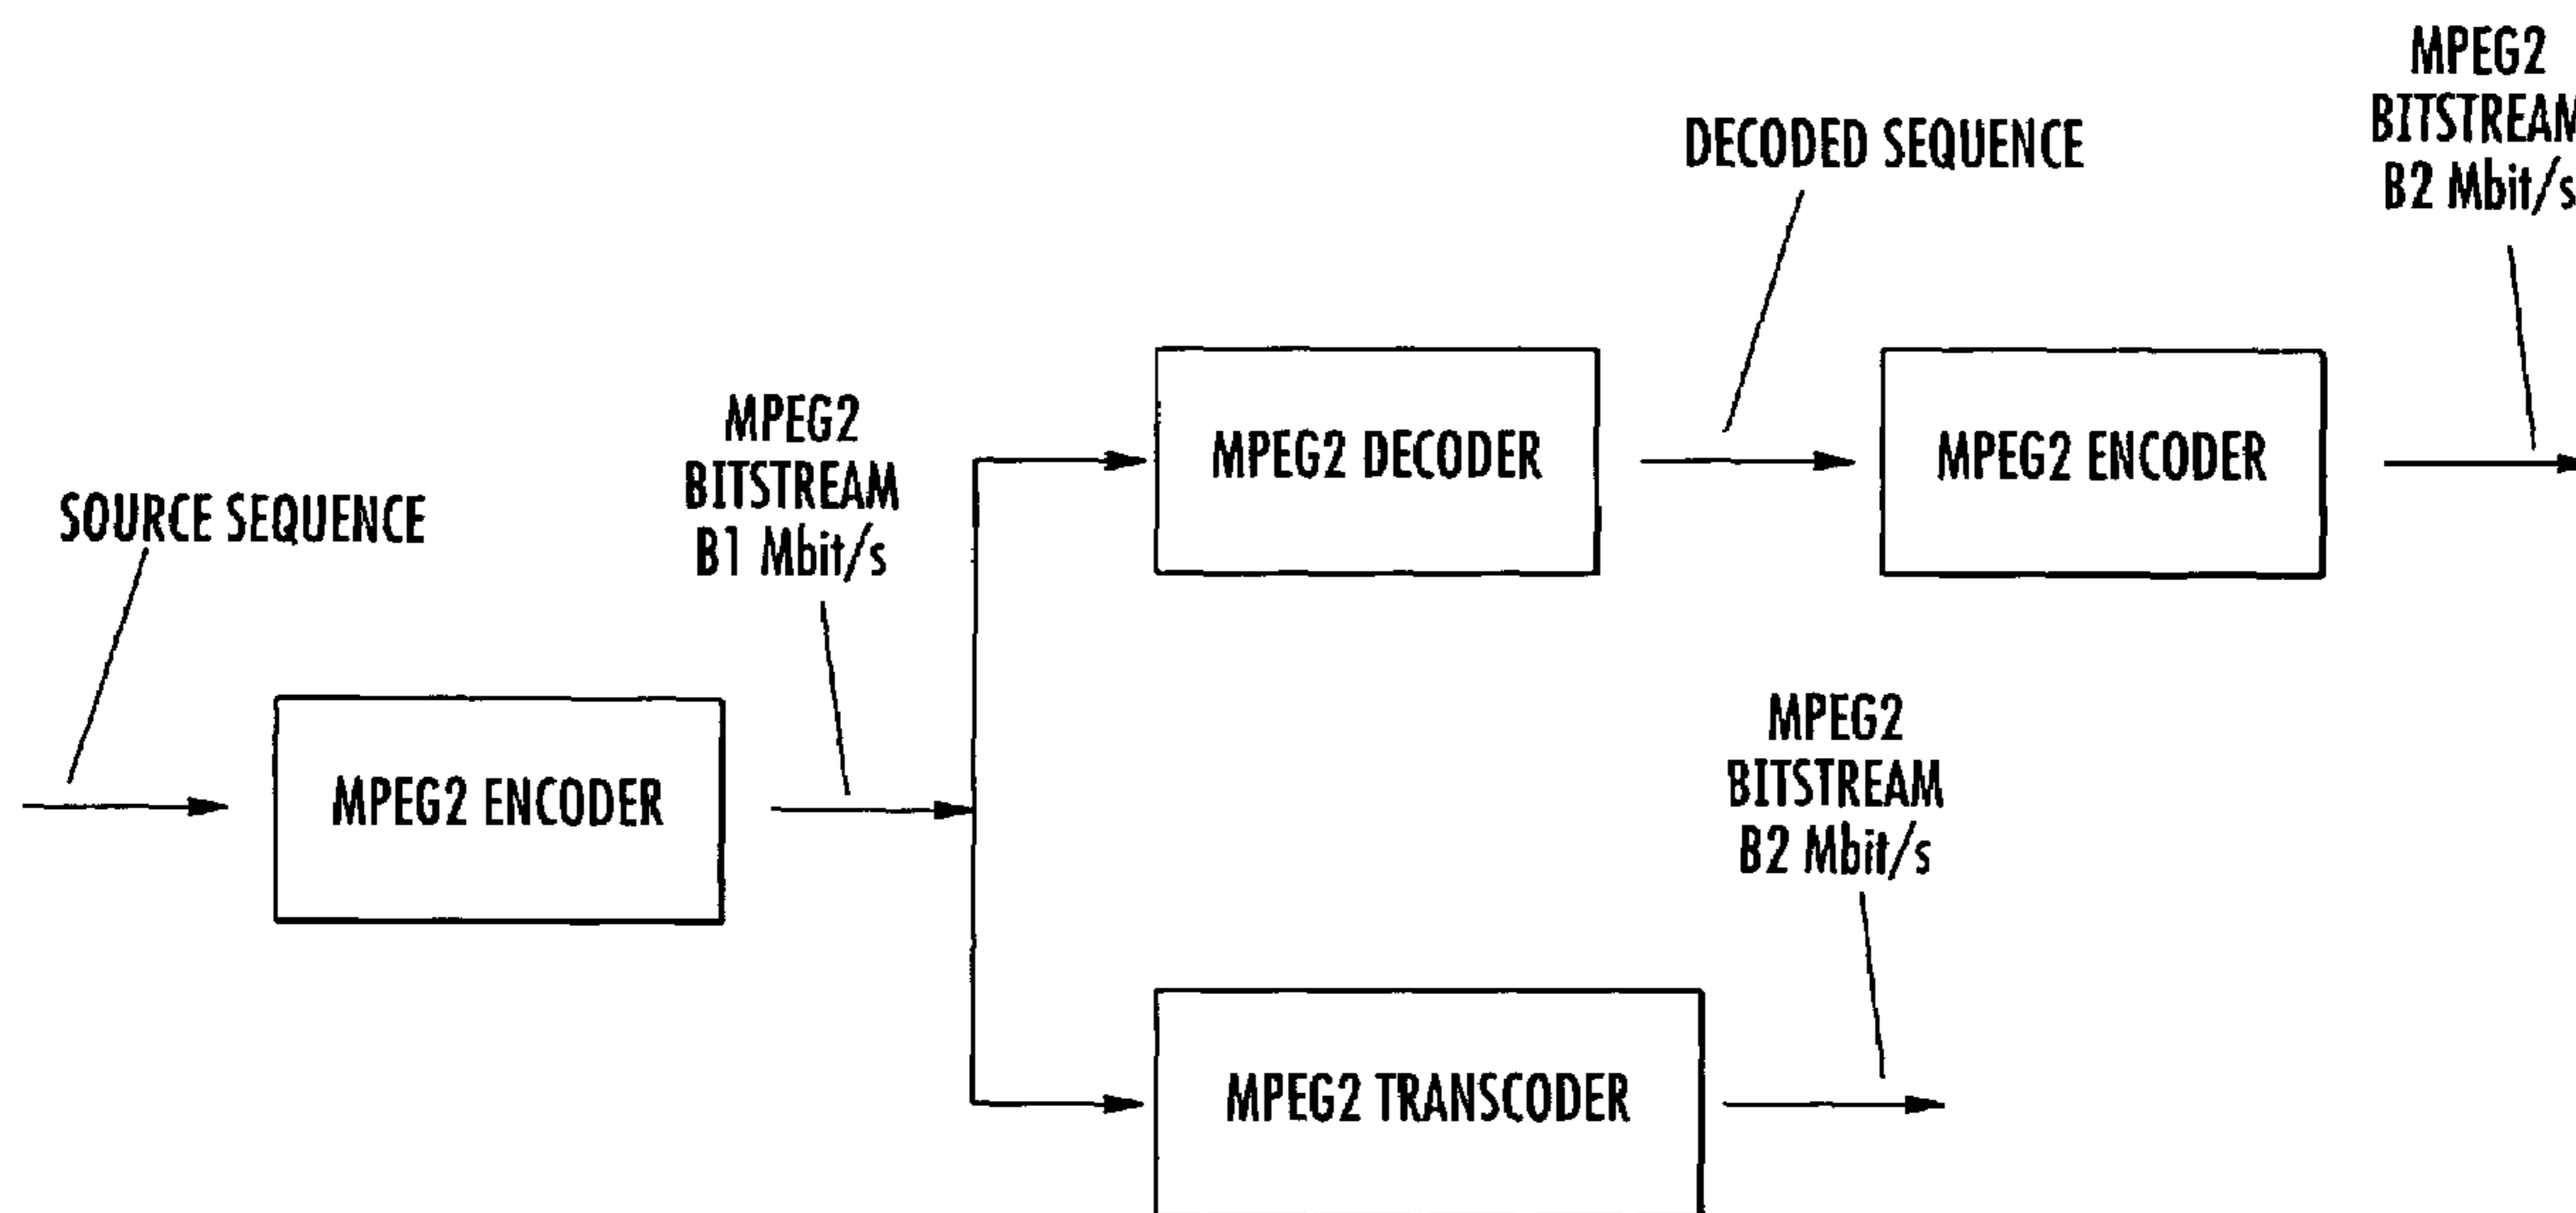 MPEG2
BITSTREAM
B2 Mbit/s
DECODED SEQUENCE
MPEG2
BITSTREAM
B1 Mbit/s
SOURCE SEQUENCE
MPEG2 DECODER
MPEG2 ENCODER
MPEG2
BITSTREAM
B2 Mbit/s
MPEG2 ENCODER
MPEG2 TRANSCODER